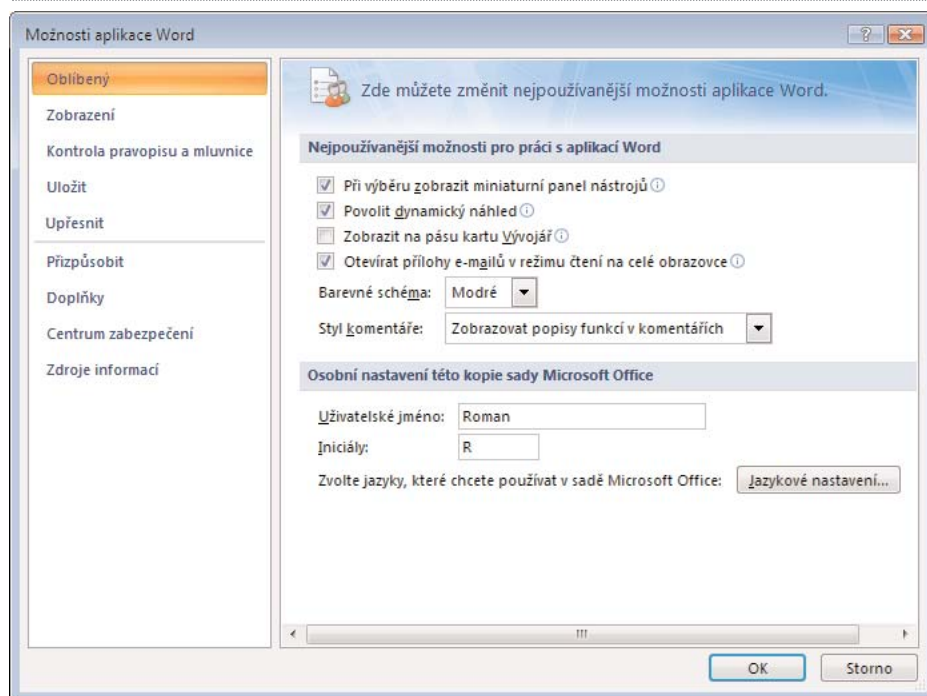 Možnosti aplikace Word
Oblíbený
Zobrazení
Kontrola pravopisu a mluvnice
Uložit
Upřesnit
Přizpůsobit
Doplňky
Centrum zabezpečení
Zdroje informací
Zde můžete změnit nejpoužívanější možnosti aplikace Word.
Nejpoužívanější možnosti pro práci s aplikací Word
Při výběru zobrazit miniaturní panel nástrojů
Povolit dynamický náhled
Zobrazit na pásu kartu Vývojář
Otevírat přílohy e-mailů v režimu čtení na celé obrazovce
Barevné schéma: Modré
Styl komentáře: Zobrazovat popisy funkcí v komentářích
Osobní nastavení této kopie sady Microsoft Office
Uživatelské jméno: Roman
Iniciály: R
Zvolte jazyky, které chcete používat v sadě Microsoft Office: Jazykové nastavení...
OK Storno